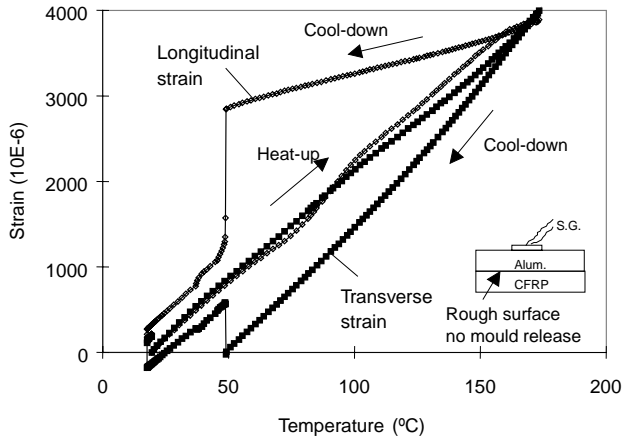 4000
3000
2000
1000
0
Strain (10E-6)
Cool-down
Longitudinal
strain
Heat-up
Cool-down
S.G.
Alum.
CFRP
Transverse
strain
Rough surface
no mould release
0
50
100
150
200
Temperature (ºC)